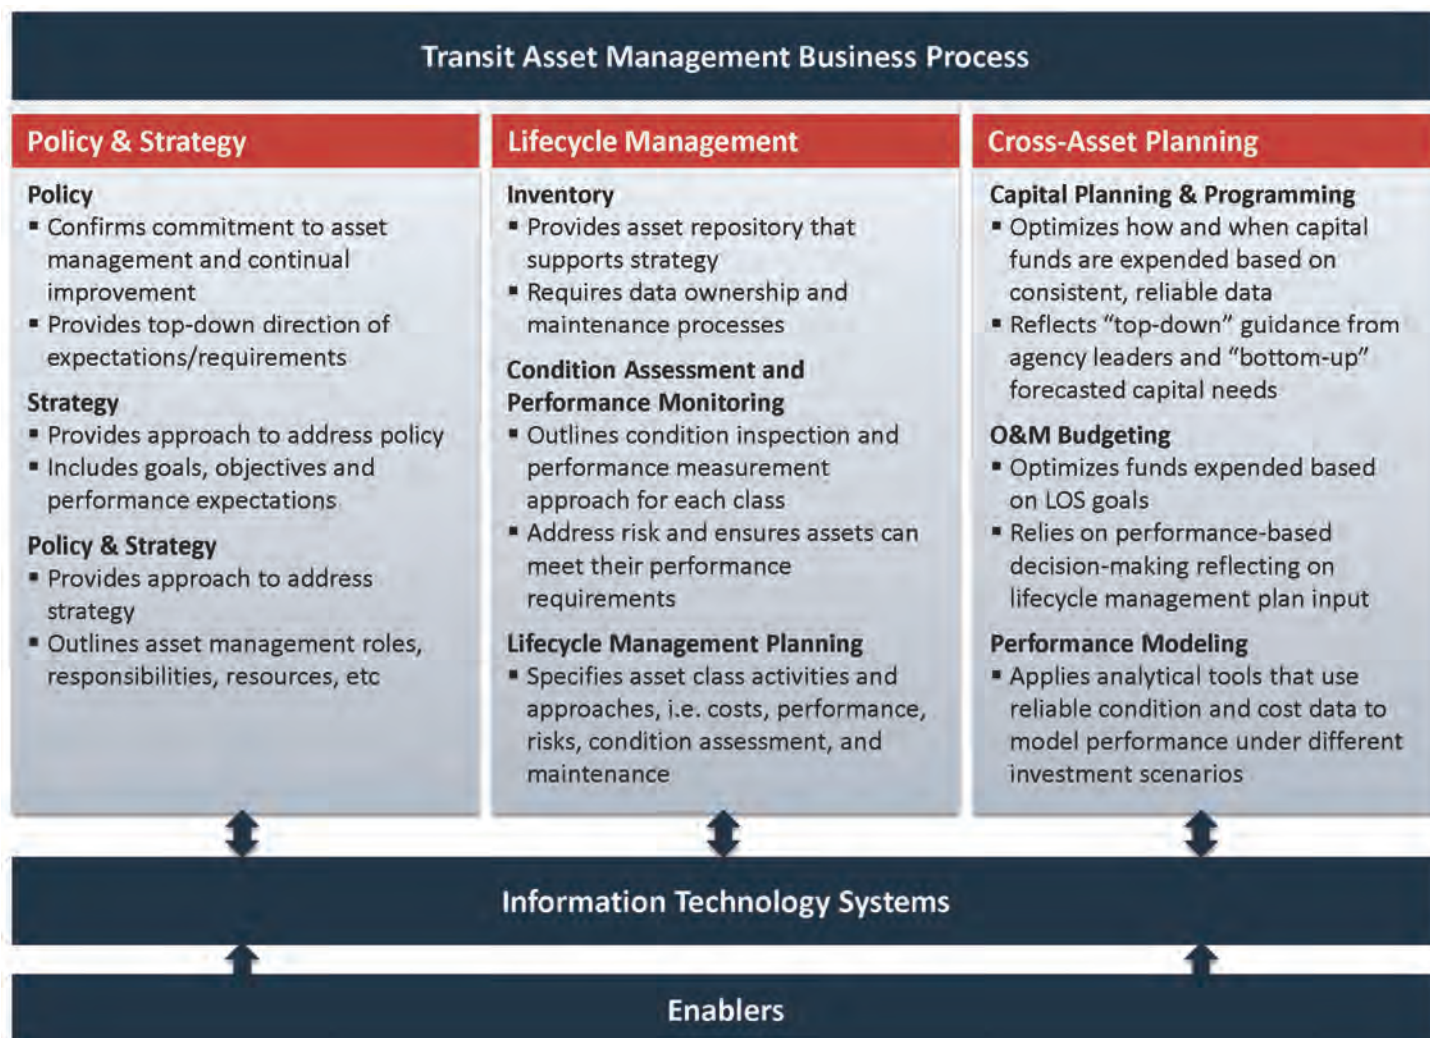 Transit Asset Management Business Process
Policy & Strategy
Policy
▪ Confirms commitment to asset
management and continual
improvement
▪ Provides top-down direction of
expectations/requirements
Strategy
▪ Provides approach to address policy
▪ Includes goals, objectives and
performance expectations
Policy & Strategy
▪ Provides approach to address
strategy
▪ Outlines asset management roles,
responsibilities, resources, etc
Lifecycle Management
Inventory
▪ Provides asset repository that
supports strategy
▪ Requires data ownership and
maintenance processes
Condition Assessment and
Performance Monitoring
▪ Outlines condition inspection and
performance measurement
approach for each class
▪ Address risk and ensures assets can
meet their performance
requirements
Lifecycle Management Planning
▪ Specifies asset class activities and
approaches, i.e. costs, performance,
risks, condition assessment, and
maintenance
Cross-Asset Planning
Capital Planning & Programming
▪ Optimizes how and when capital
funds are expended based on
consistent, reliable data
▪ Reflects “top-down” guidance from
agency leaders and “bottom-up”
forecasted capital needs
O&M Budgeting
▪ Optimizes funds expended based
on LOS goals
▪ Relies on performance-based
decision-making reflecting on
lifecycle management plan input
Performance Modeling
▪ Applies analytical tools that use
reliable condition and cost data to
model performance under different
investment scenarios
Information Technology Systems
Enablers